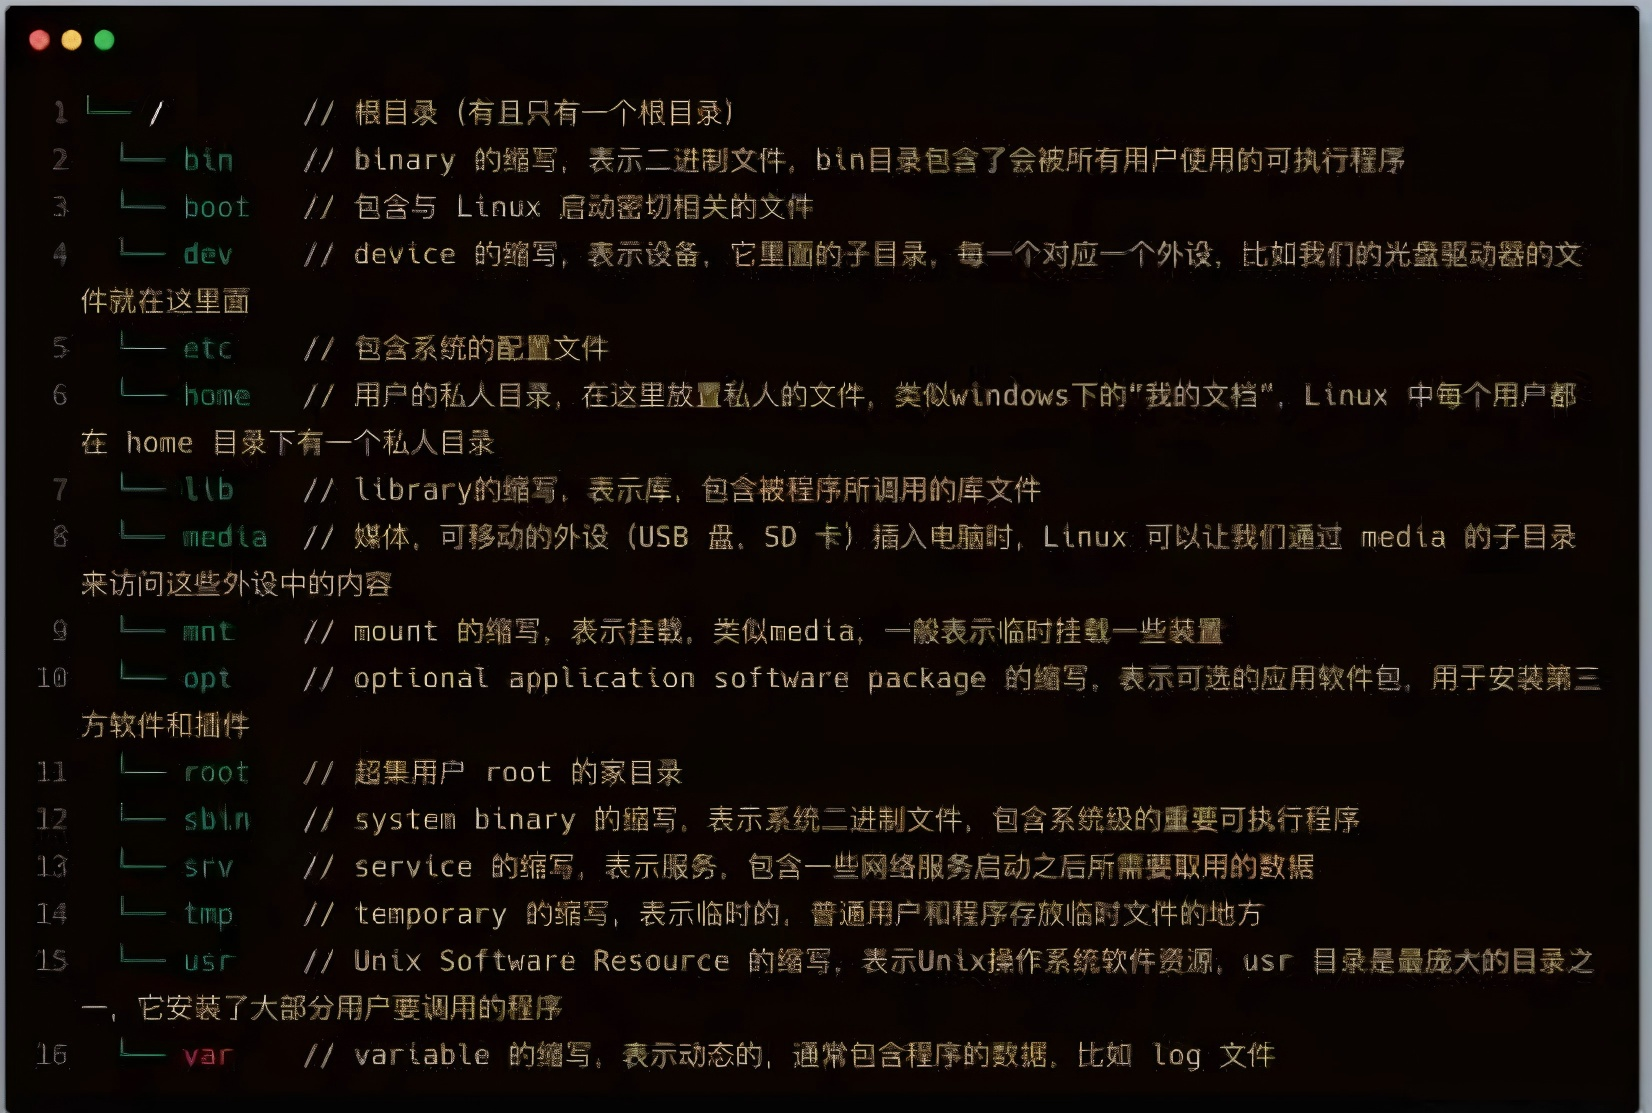 1 └── / // 根目录 (有且只有一个根目录)
2 └── bin // binary 的缩写, 表示二进制文件, bin目录包含了会被所有用户使用的可执行程序
3 └── boot // 包含与 Linux 启动密切相关的文件
4 └── dev // device 的缩写, 表示设备, 它里面的子目录, 每一个对应一个外设, 比如我们的光盘驱动器的文
件就在这里面
5 └── etc // 包含系统的配置文件
6 └── home // 用户的私人目录, 在这里放置私人的文件, 类似windows下的"我的文档", Linux 中每个用户都
在 home 目录下有一个私人目录
7 └── lib // library的缩写, 表示库, 包含被程序所调用的库文件
8 └── media // 媒体, 可移动的外设 (USB 盘, SD 卡) 插入电脑时, Linux 可以让我们通过 media 的子目录
来访问这些外设中的内容
9 └── mnt // mount 的缩写, 表示挂载, 类似media, 一般表示临时挂载一些装置
10 └── opt // optional application software package 的缩写, 表示可选的应用软件包, 用于安装第三
方软件和插件
11 └── root // 超集用户 root 的家目录
12 └── sbin // system binary 的缩写, 表示系统二进制文件, 包含系统级的重要可执行程序
13 └── srv // service 的缩写, 表示服务, 包含一些网络服务启动之后所需要取用的数据
14 └── tmp // temporary 的缩写, 表示临时的, 普通用户和程序存放临时文件的地方
15 └── usr // Unix Software Resource 的缩写, 表示Unix操作系统软件资源, usr 目录是最庞大的目录之
一, 它安装了大部分用户要调用的程序
16 └── var // variable 的缩写, 表示动态的, 通常包含程序的数据, 比如 log 文件